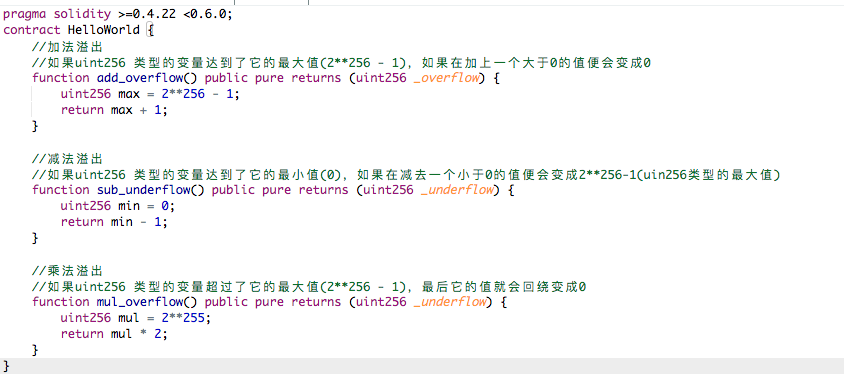 pragma solidity >=0.4.22 <0.6.0;
contract HelloWorld {
//加法溢出
//如果uint256 类型的变量达到了它的最大值(2**256 - 1)，如果在加上一个大于0的值便会变成0
function add_overflow() public pure returns (uint256 _overflow) {
uint256 max = 2**256 - 1;
return max + 1;
}
//减法溢出
//如果uint256 类型的变量达到了它的最小值(0)，如果在减去一个小于0的值便会变成2**256-1(uin256类型的最大值)
function sub_underflow() public pure returns (uint256 _underflow) {
uint256 min = 0;
return min - 1;
}
//乘法溢出
//如果uint256 类型的变量超过了它的最大值(2**256 - 1)，最后它的值就会回绕变成0
function mul_overflow() public pure returns (uint256 _underflow) {
uint256 mul = 2**255;
return mul * 2;
}
}